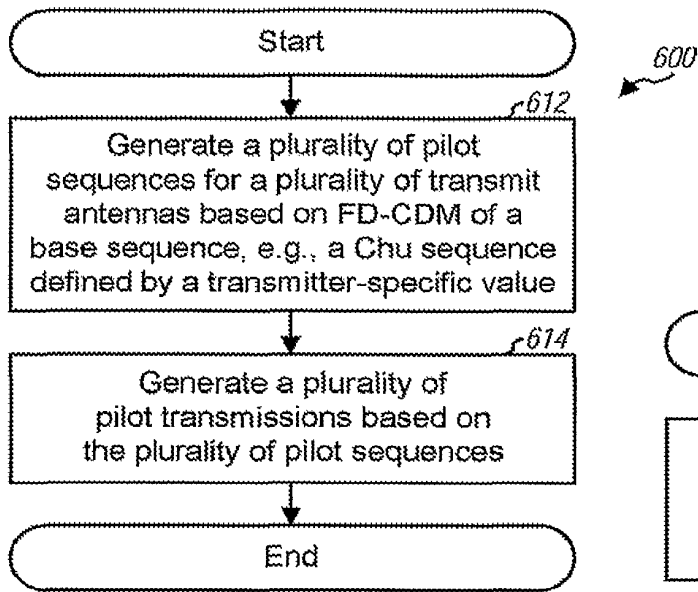 Start
600
612
Generate a plurality of pilot
sequences for a plurality of transmit
antennas based on FD-CDM of a
base sequence, e.g., a Chu sequence
defined by a transmitter-specific value
614
Generate a plurality of
pilot transmissions based on
the plurality of pilot sequences
End